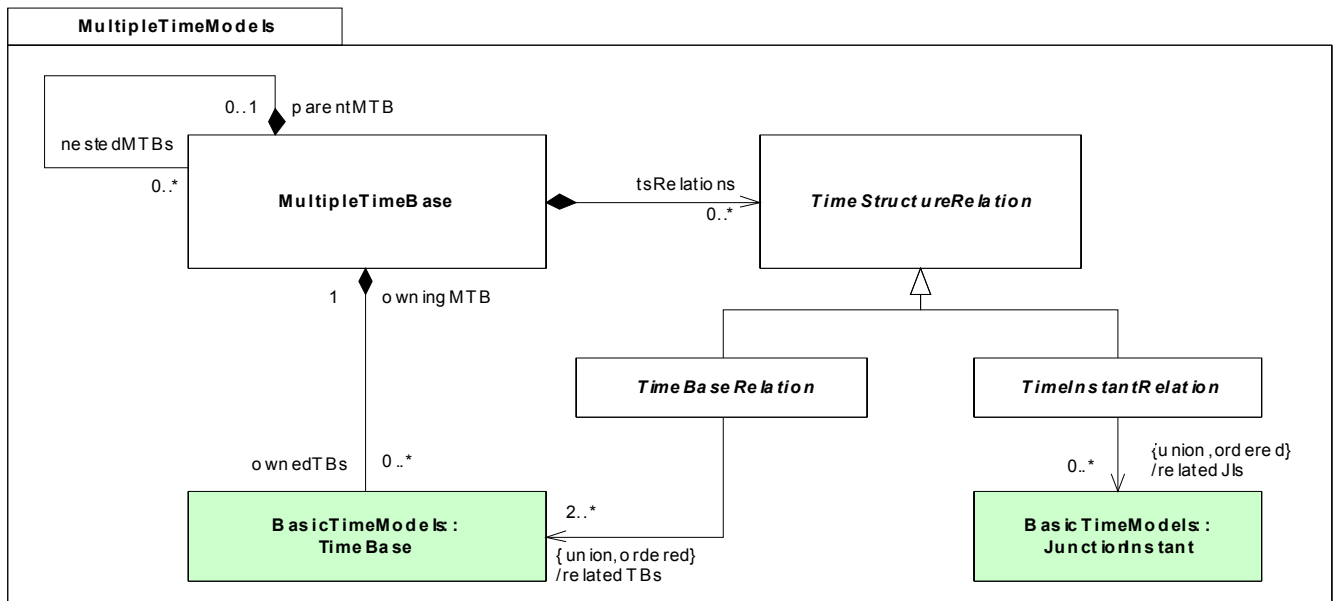 MultipleTimeModels
0..1 parentMTB
nestedMTBs
0..*
MultipleTimeBase
tsRelations
0..*
TimeStructureRelation
1 owningMTB
TimeBaseRelation
TimeInstantRelation
ownedTBs 0..*
{union,ordered}
0..* /relatedJIs
BasicTimeModels::
TimeBase
2..*
{union,ordered}
/relatedTBs
BasicTimeModels::
JunctionInstant